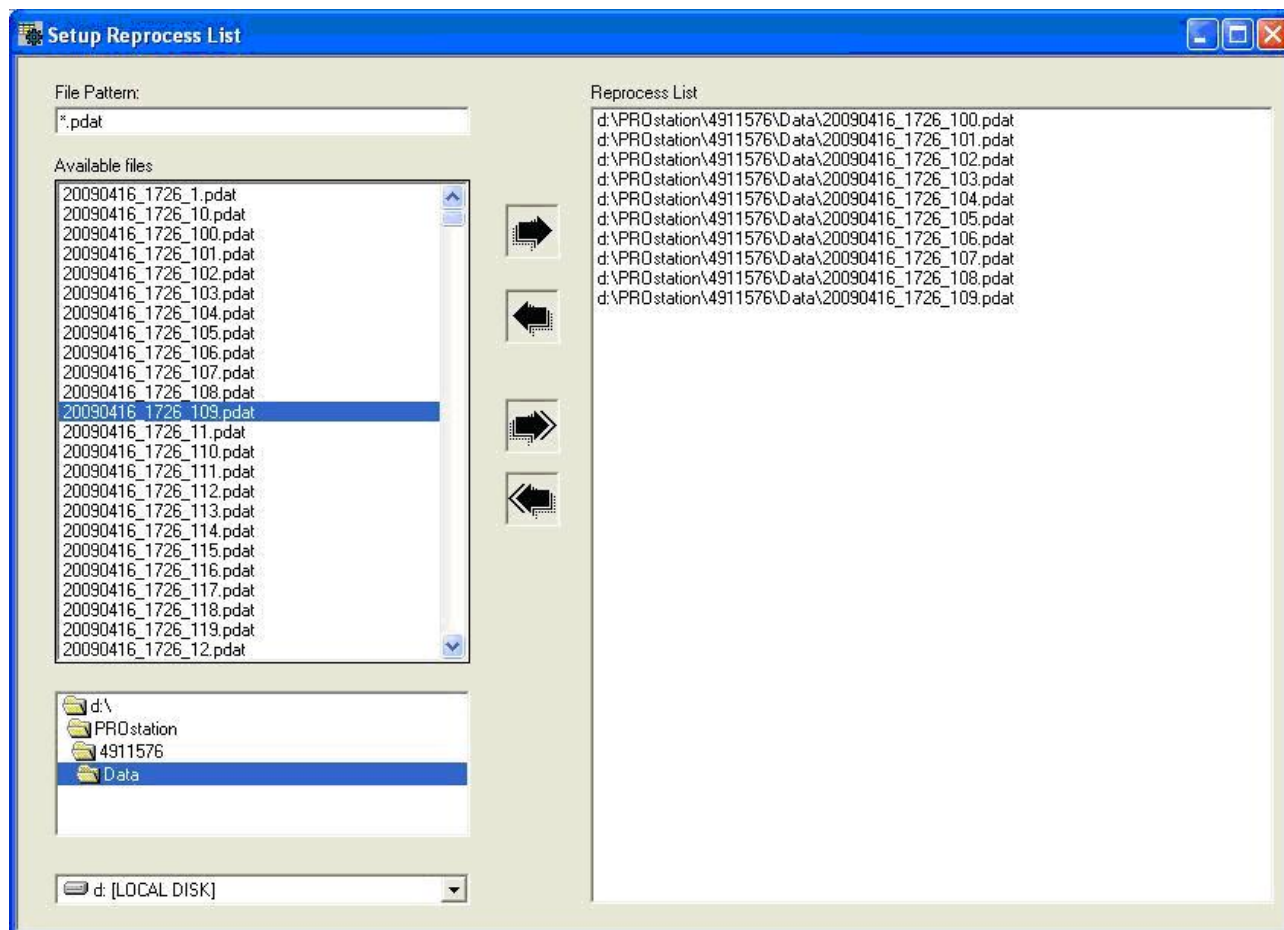 Setup Reprocess List
File Pattern:
*.pdat
Available files
20090416_1726_1.pdat
20090416_1726_10.pdat
20090416_1726_100.pdat
20090416_1726_101.pdat
20090416_1726_102.pdat
20090416_1726_103.pdat
20090416_1726_104.pdat
20090416_1726_105.pdat
20090416_1726_106.pdat
20090416_1726_107.pdat
20090416_1726_108.pdat
20090416_1726_109.pdat
20090416_1726_11.pdat
20090416_1726_110.pdat
20090416_1726_111.pdat
20090416_1726_112.pdat
20090416_1726_113.pdat
20090416_1726_114.pdat
20090416_1726_115.pdat
20090416_1726_116.pdat
20090416_1726_117.pdat
20090416_1726_118.pdat
20090416_1726_119.pdat
20090416_1726_12.pdat
d:\
PROstation
4911576
Data
d: [LOCAL DISK]
Reprocess List
d:\PROstation\4911576\Data\20090416_1726_100.pdat
d:\PROstation\4911576\Data\20090416_1726_101.pdat
d:\PROstation\4911576\Data\20090416_1726_102.pdat
d:\PROstation\4911576\Data\20090416_1726_103.pdat
d:\PROstation\4911576\Data\20090416_1726_104.pdat
d:\PROstation\4911576\Data\20090416_1726_105.pdat
d:\PROstation\4911576\Data\20090416_1726_106.pdat
d:\PROstation\4911576\Data\20090416_1726_107.pdat
d:\PROstation\4911576\Data\20090416_1726_108.pdat
d:\PROstation\4911576\Data\20090416_1726_109.pdat